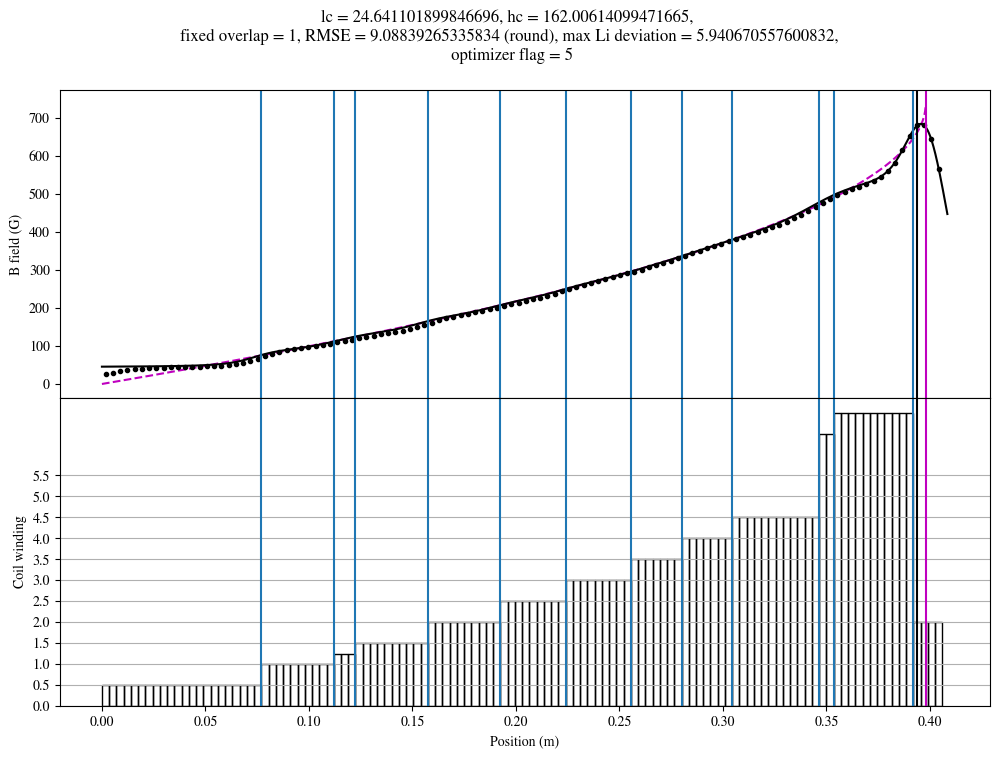 lc = 24.641101899846696, hc = 162.00614099471665,
fixed overlap = 1, RMSE = 9.08839265335834 (round), max Li deviation = 5.940670557600832,
optimizer flag = 5
700
600
500
400
300
200
100
0
B field (G)
5.5
5.0
4.5
4.0
3.5
3.0
2.5
2.0
1.5
1.0
0.5
0.0
Coil winding
0.00 0.05 0.10 0.15 0.20 0.25 0.30 0.35 0.40
Position (m)